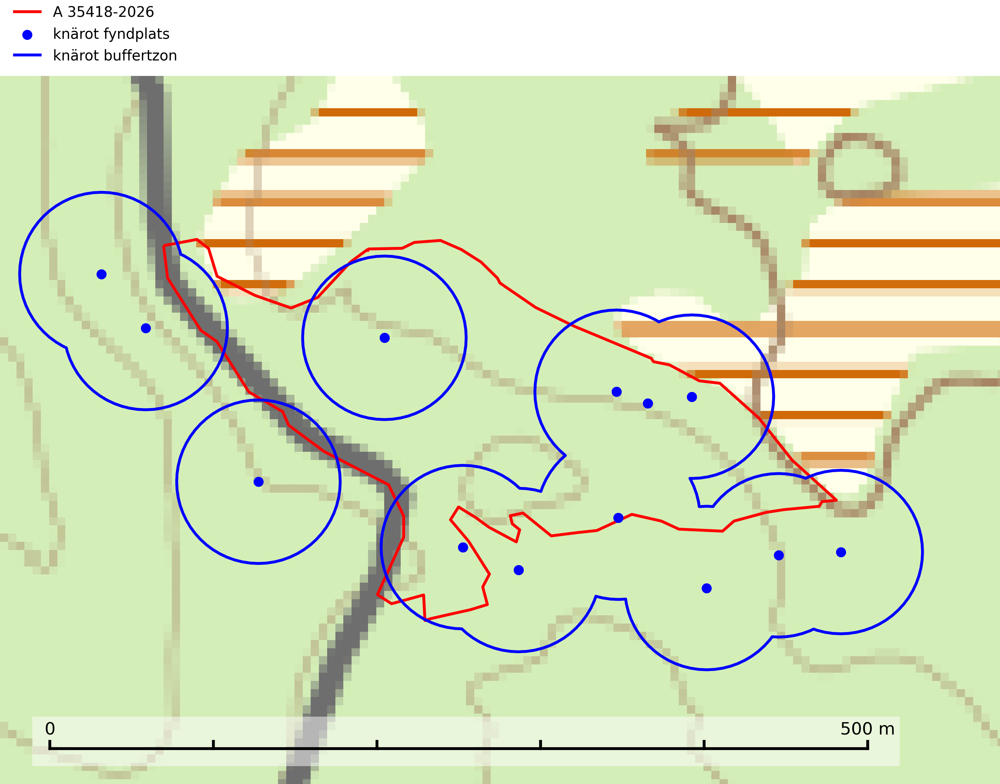 A 35418-2026
knärot fyndplats
knärot buffertzon
0
500 m